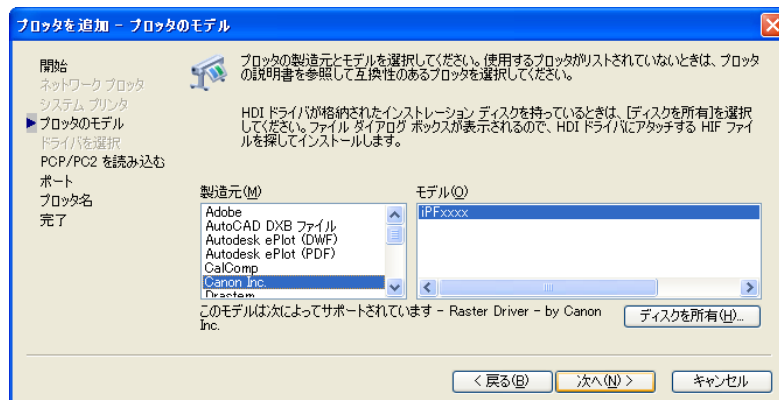 プロッタを追加 - プロッタのモデル
開始
ネットワーク プロッタ
システム プリンタ
プロッタのモデル
ドライバを選択
PCP/PC2 を読み込む
ポート
プロッタ名
完了
プロッタの製造元とモデルを選択してください。使用するプロッタがリストされていないときは、プロッタ
の説明書を参照して互換性のあるプロッタを選択してください。
HDI ドライバが格納されたインストレーション ディスクを持っているときは、[ディスクを所有]を選択
してください。ファイル ダイアログ ボックスが表示されるので、HDI ドライバにアタッチする HIF ファイ
ルを探してインストールします。
製造元(M)
Adobe
AutoCAD DXB ファイル
Autodesk ePlot (DWF)
Autodesk ePlot (PDF)
CalComp
Canon Inc.
Drastem
モデル(O)
iPFxxxx
このモデルは次によってサポートされています - Raster Driver - by Canon
Inc.
ディスクを所有(H)...
< 戻る(B)
次へ(N) >
キャンセル